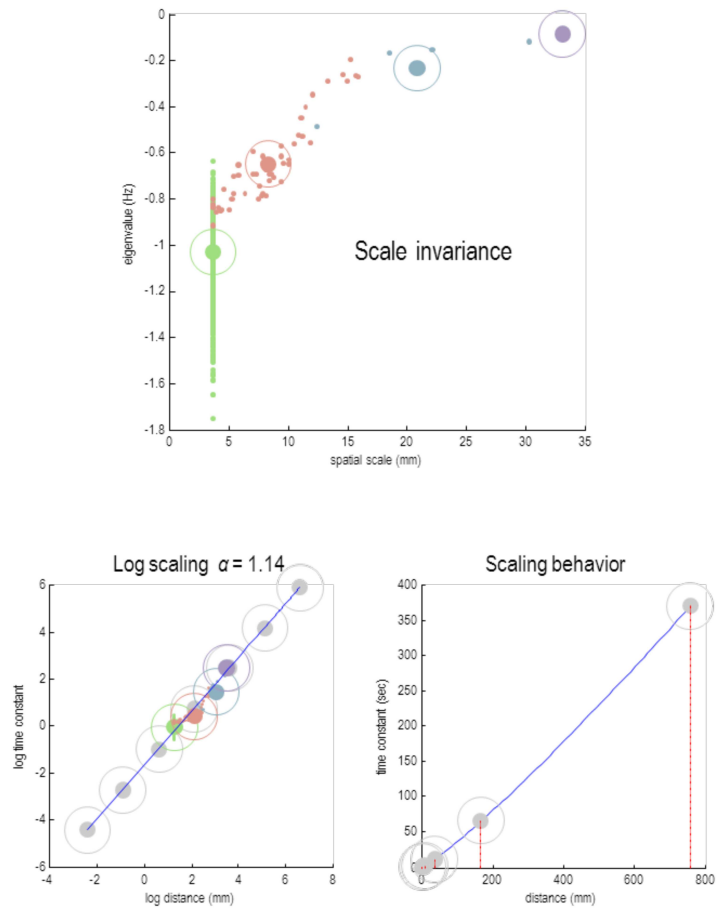 0
-0.2
-0.4
-0.6
-0.8
-1
-1.2
-1.4
-1.6
-1.8
eigenvalue (Hz)
Scale invariance
0 5 10 15 20 25 30 35
spatial scale (mm)
Log scaling α = 1.14
6
4
2
0
-2
-4
-6
log time constant
-4 -2 0 2 4 6 8
log distance (mm)
Scaling behavior
400
350
300
250
200
150
100
50
0
time constant (sec)
0 200 400 600 800
distance (mm)